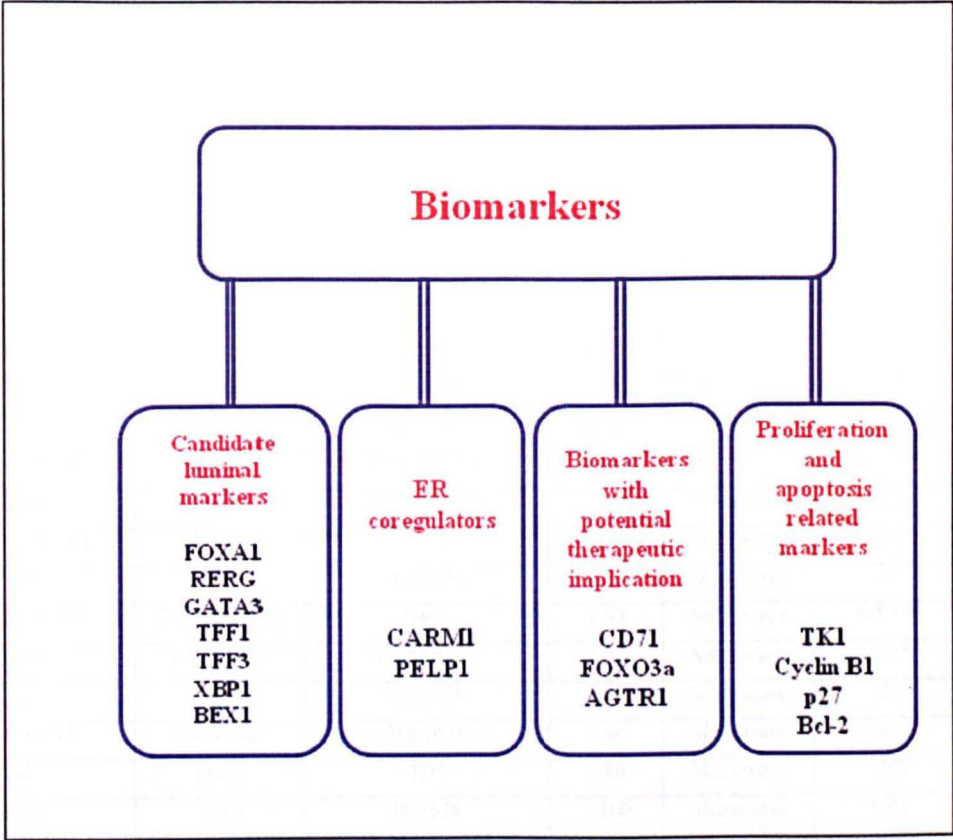 Biomarkers
Candidate
luminal
markers
FOXA1
RERG
GATA3
TFF1
TFF3
XBP1
BEX1
ER
coregulators
CARM1
PELP1
Biomarkers
with
potential
therapeutic
implication
CD71
FOXO3a
AGTR1
Proliferation
and
apoptosis
related
markers
TK1
Cyclin B1
p27
Bcl-2